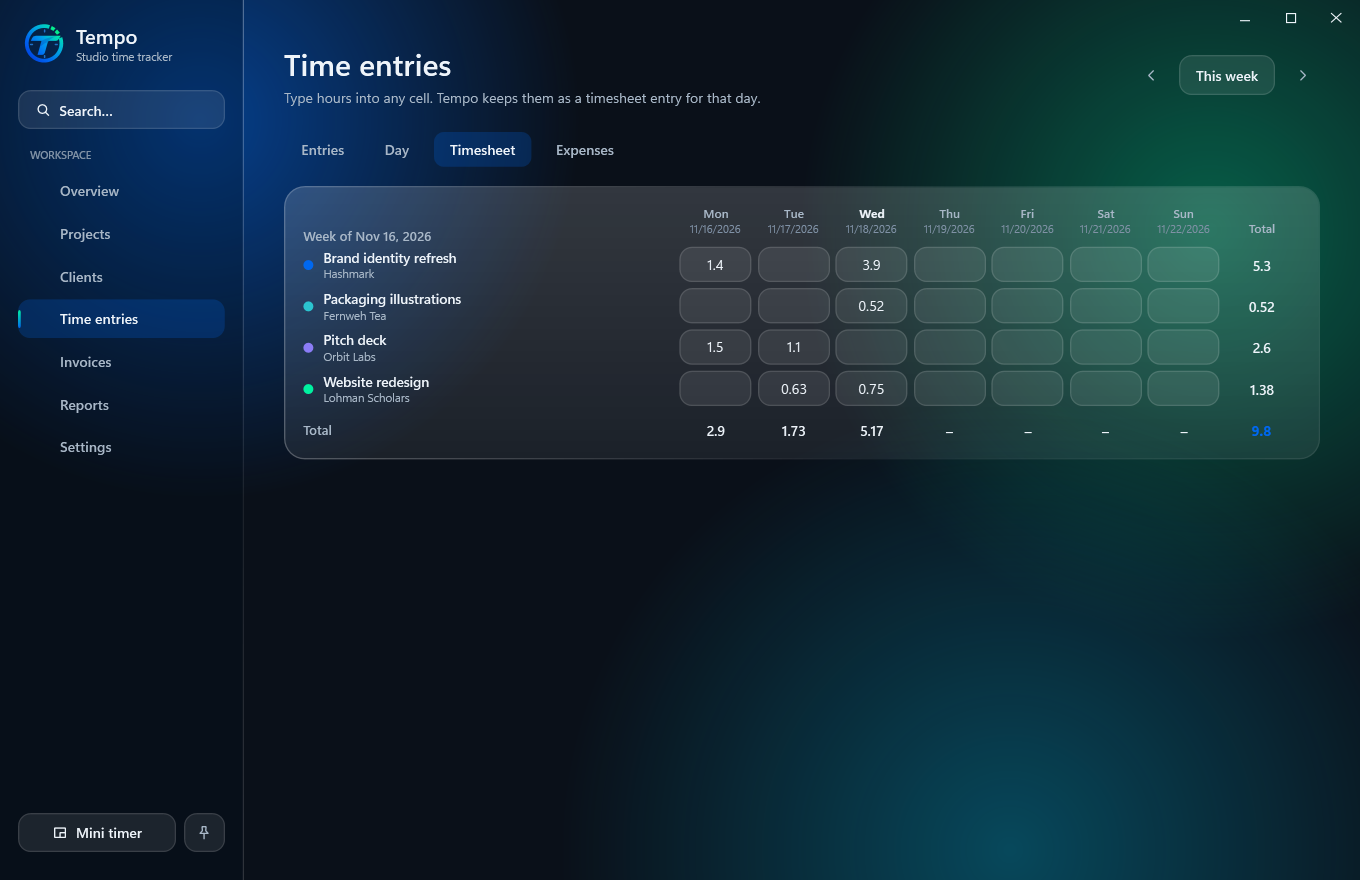 Tempo
Studio time tracker
Search...
WORKSPACE
Overview
Projects
Clients
Time entries
Invoices
Reports
Settings
Mini timer
Time entries
Type hours into any cell. Tempo keeps them as a timesheet entry for that day.
This week
Entries Day Timesheet Expenses
Mon Tue Wed Thu Fri Sat Sun
Week of Nov 16, 2026 11/16/2026 11/17/2026 11/18/2026 11/19/2026 11/20/2026 11/21/2026 11/22/2026 Total
Brand identity refresh 1.4 3.9 5.3
Hashmark
Packaging illustrations 0.52 0.52
Fernweh Tea
Pitch deck 1.5 1.1 2.6
Orbit Labs
Website redesign 0.63 0.75 1.38
Lohman Scholars
Total 2.9 1.73 5.17 – – – – 9.8